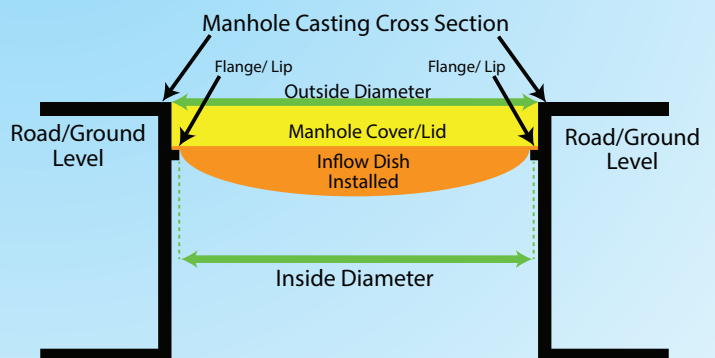 Manhole Casting Cross Section
Flange/ Lip
Flange/ Lip
Outside Diameter
Road/Ground
Level
Manhole Cover/Lid
Road/Ground
Level
Inflow Dish
Installed
Inside Diameter